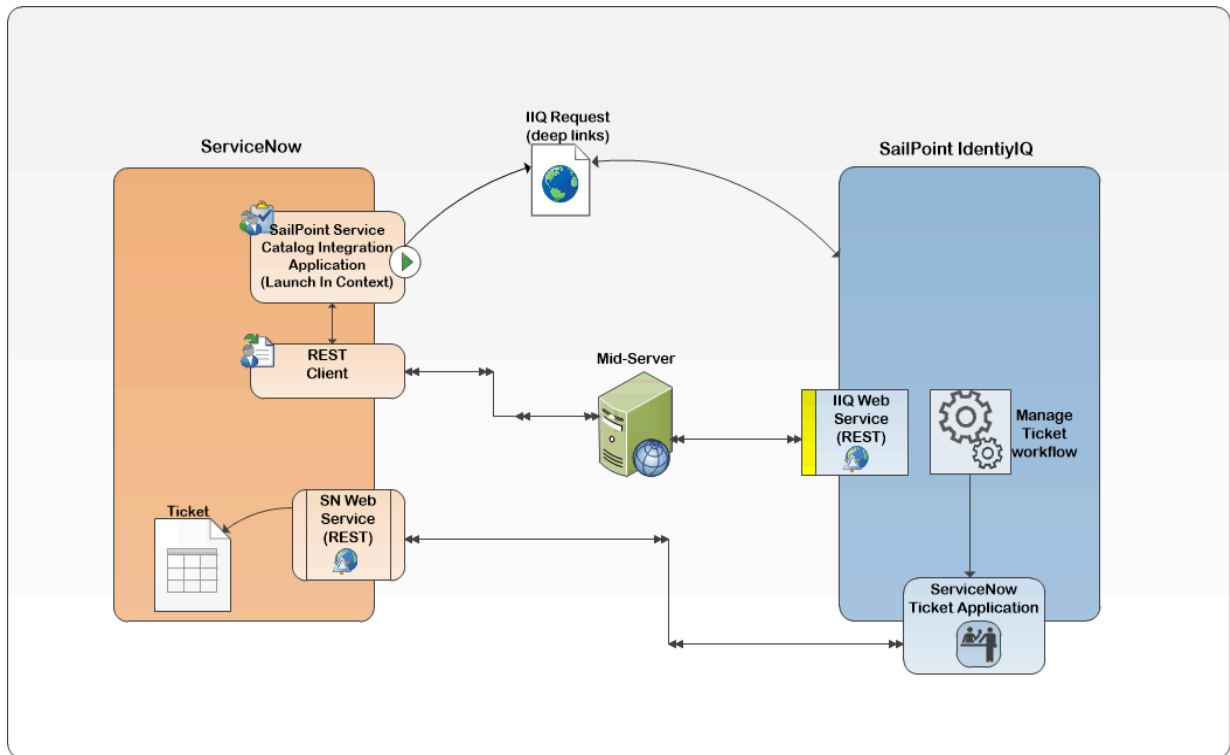 IIQ Request
(deep links)
ServiceNow
SailPoint IdentiyIQ
SailPoint Service
Catalog Integration
Application
(Launch In Context)
REST
Client
Mid-Server
IIQ Web
Service
(REST)
Manage
Ticket
workflow
Ticket
SN Web
Service
(REST)
ServiceNow
Ticket Application